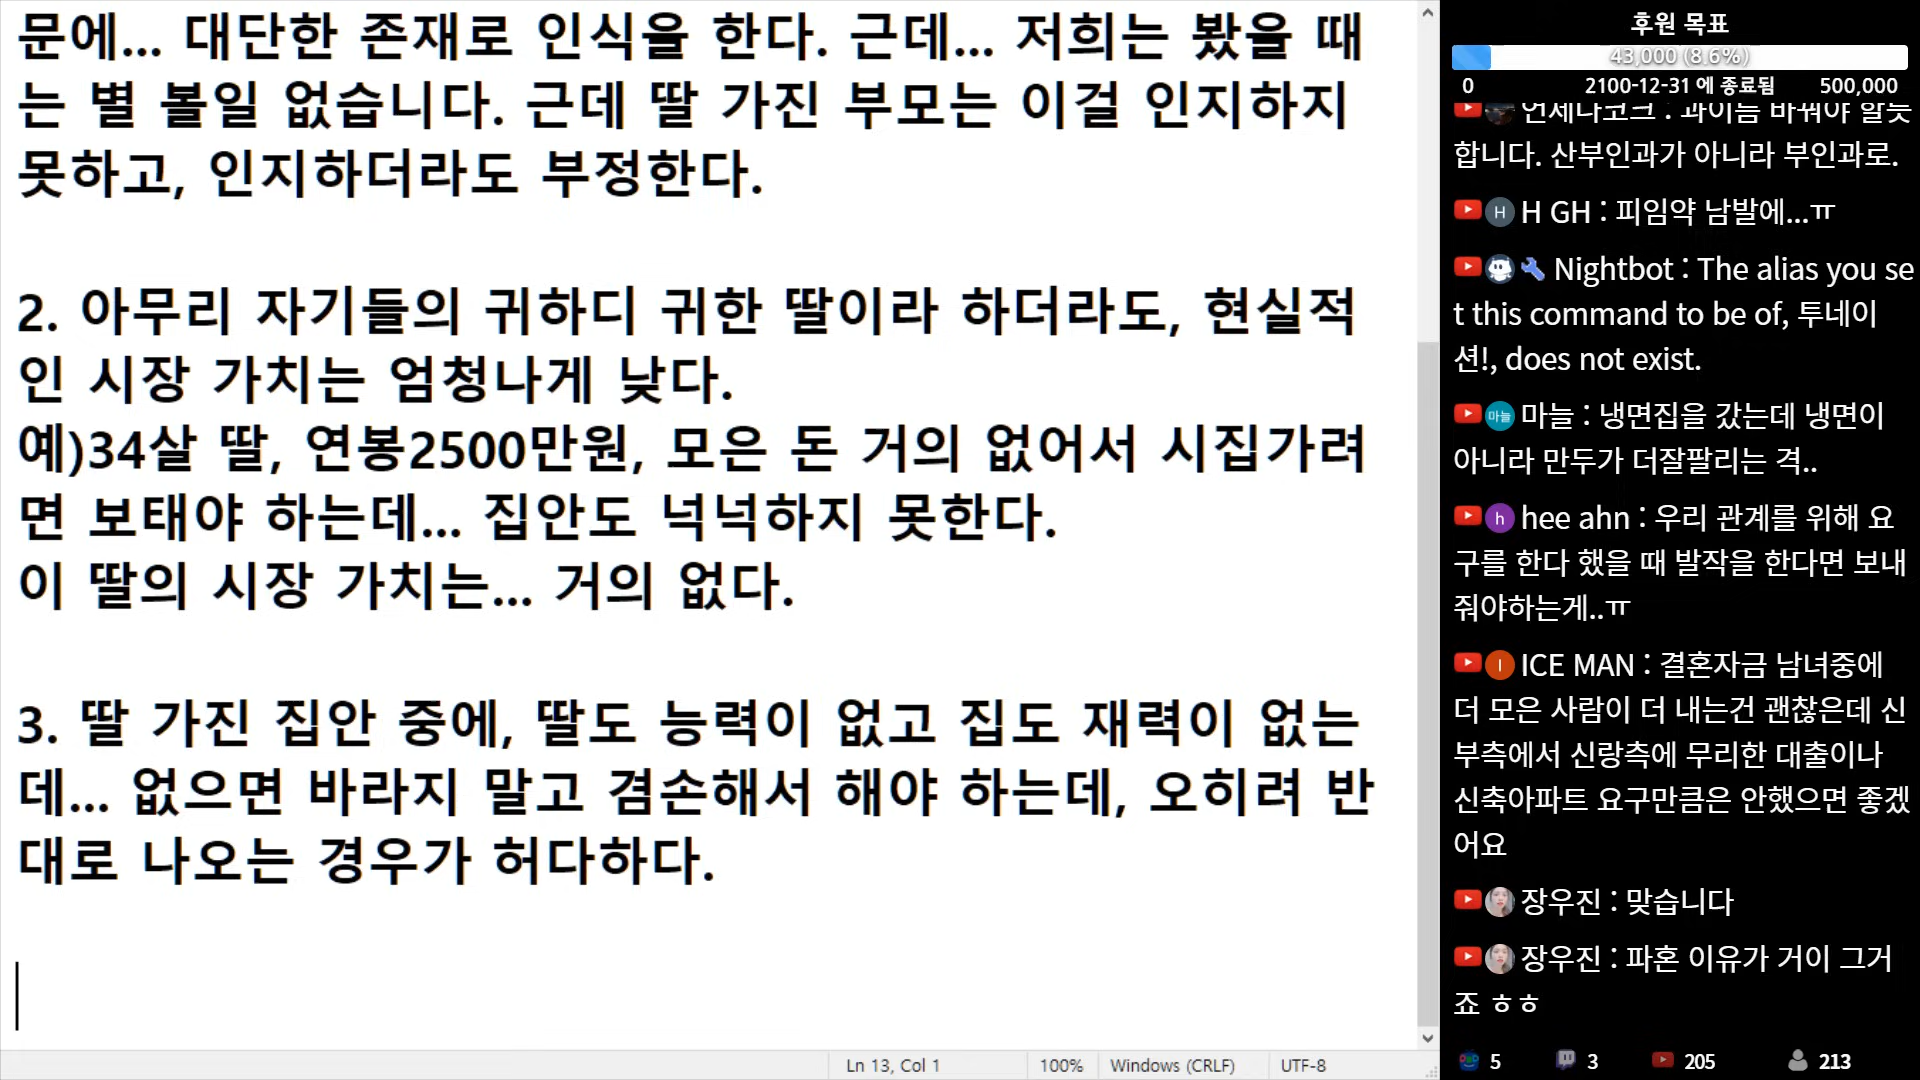 문에... 대단한 존재로 인식을 한다. 근데... 저희는 봤을 때
는 별 볼일 없습니다. 근데 딸 가진 부모는 이걸 인지하지
못하고, 인지하더라도 부정한다.
2. 아무리 자기들의 귀하디 귀한 딸이라 하더라도, 현실적
인 시장 가치는 엄청나게 낮다.
예)34살 딸, 연봉2500만원, 모은 돈 거의 없어서 시집가려
면 보태야 하는데... 집안도 넉넉하지 못한다.
이 딸의 시장 가치는... 거의 없다.
3. 딸 가진 집안 중에, 딸도 능력이 없고 집도 재력이 없는
데... 없으면 바라지 말고 겸손해서 해야 하는데, 오히려 반
대로 나오는 경우가 허다하다.
Ln 13, Col 1
100%
Windows (CRLF)
UTF-8
후원 목표
43,000 (8.6%)
0 2100-12-31 에 종료됨 500,000
언제나코크 : 과이름 바꿔야 할듯
합니다. 산부인과가 아니라 부인과로.
H H GH : 피임약 남발에...ㅠ
Nightbot : The alias you se
t this command to be of, 투네이
션!, does not exist.
마늘 마늘 : 냉면집을 갔는데 냉면이
아니라 만두가 더잘팔리는 격..
h hee ahn : 우리 관계를 위해 요
구를 한다 했을 때 발작을 한다면 보내
줘야하는게..ㅠ
I ICE MAN : 결혼자금 남녀중에
더 모은 사람이 더 내는건 괜찮은데 신
부측에서 신랑측에 무리한 대출이나
신축아파트 요구만큼은 안했으면 좋겠
어요
장우진 : 맞습니다
장우진 : 파혼 이유가 거이 그거
죠 ㅎㅎ
5 3 205 213